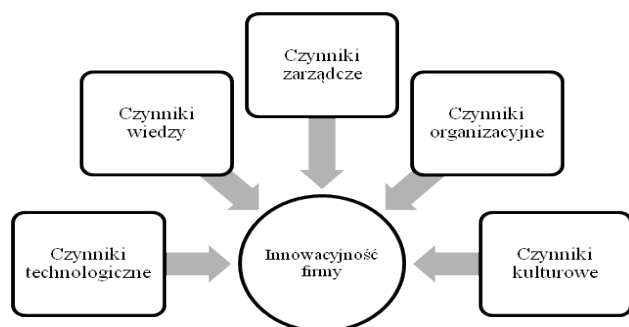 Czynniki
zarządcze
Czynniki
wiedzy
Czynniki
organizacyjne
Czynniki
technologiczne
Innowacyjność
firmy
Czynniki
kulturowe